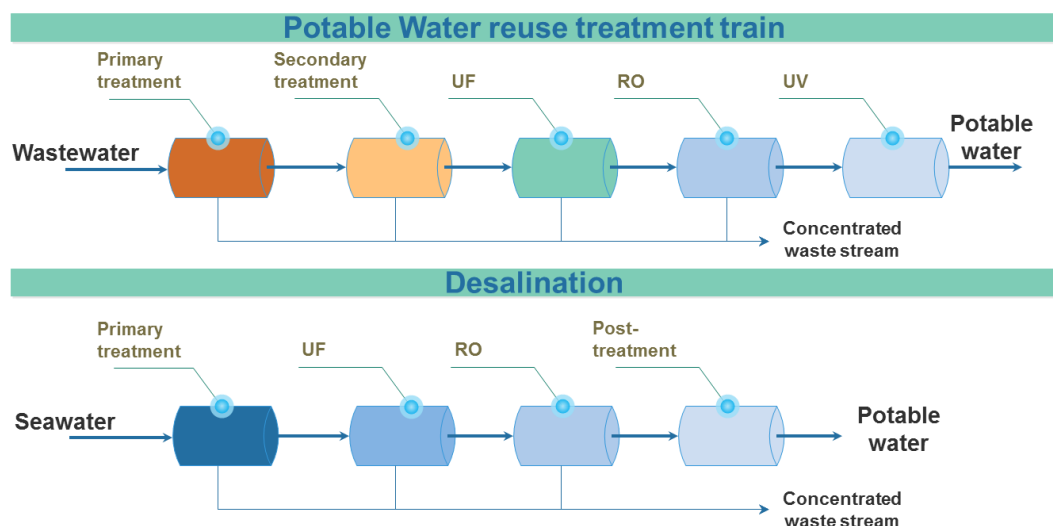 Potable Water reuse treatment train
Primary
treatment
Secondary
treatment
UF
RO
UV
Wastewater
Potable
water
Concentrated
waste stream
Desalination
Primary
treatment
UF
RO
Post-
treatment
Seawater
Potable
water
Concentrated
waste stream